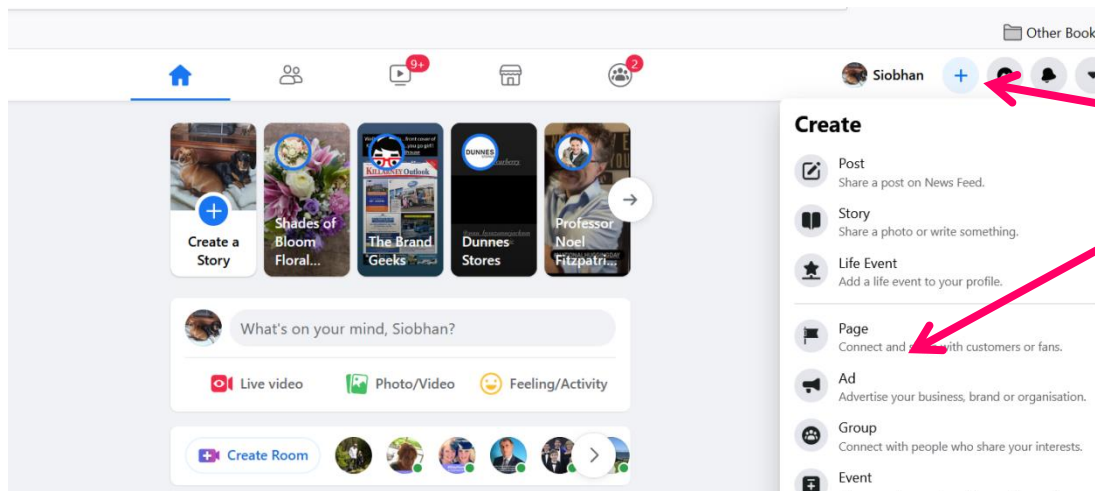 Other Book
9+
2
Siobhan
Create
Post
Share a post on News Feed.
Story
Share a photo or write something.
Life Event
Add a life event to your profile.
Page
Connect and with customers or fans.
Ad
Advertise your business, brand or organisation.
Group
Connect with people who share your interests.
Event
Create a
Story
Shades of
Bloom
Floral...
KILLARNEY Outlook
The Brand
Geeks
DUNNES
Dunnes
Stores
Professor
Noel
Fitzpatri...
What's on your mind, Siobhan?
Live video
Photo/Video
Feeling/Activity
Create Room